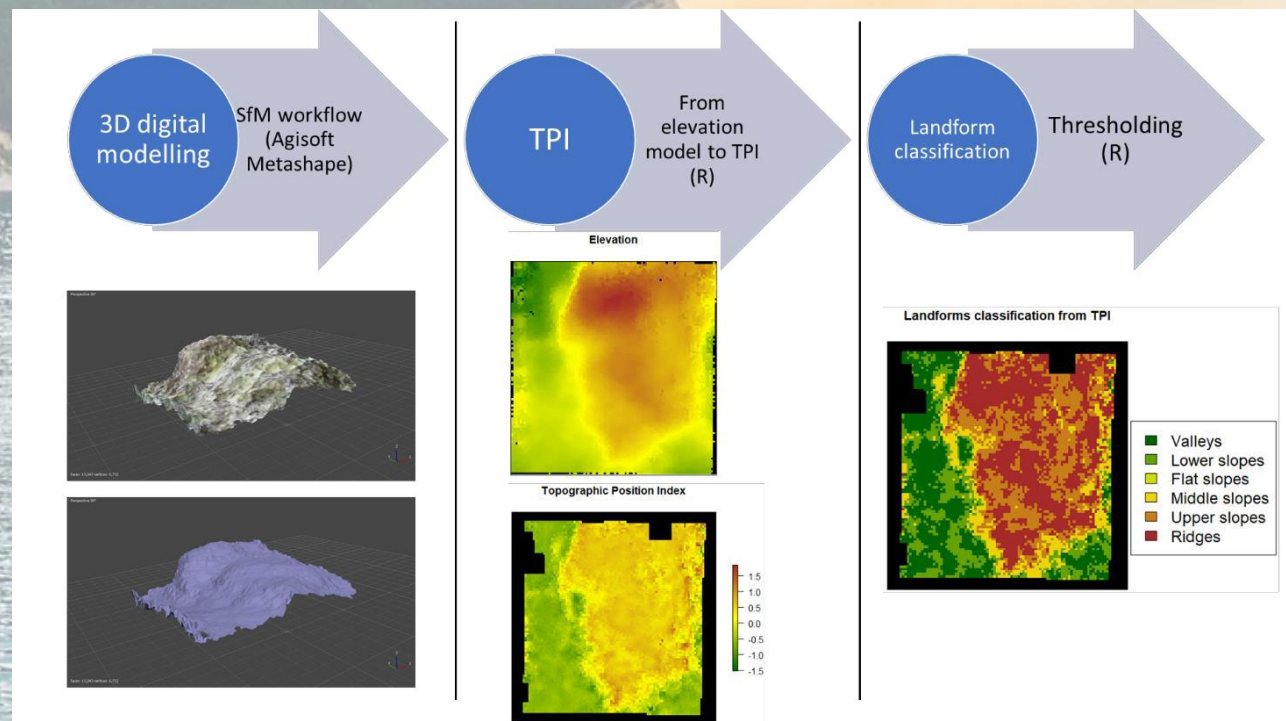 3D digital
modelling
SfM workflow
(Agisoft
Metashape)
TPI
From
elevation
model to TPI
(R)
Landform
classification
Thresholding
(R)
Elevation
Topographic Position Index
1.5
1.0
0.5
0.0
-0.5
-1.0
-1.5
Landforms classification from TPI
Valleys
Lower slopes
Flat slopes
Middle slopes
Upper slopes
Ridges